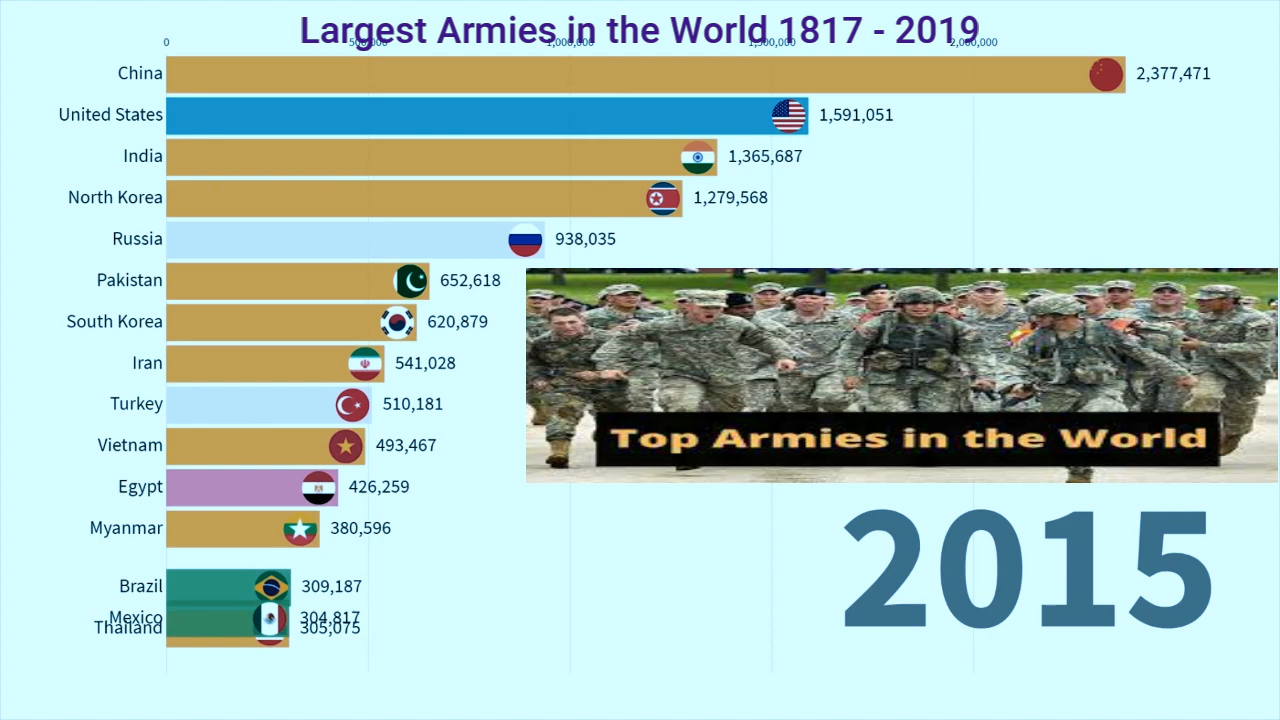 Largest Armies in the World 1817 - 2019
0 500,000 1,000,000 1,500,000 2,000,000
China 2,377,471
United States 1,591,051
India 1,365,687
North Korea 1,279,568
Russia 938,035
Pakistan 652,618
South Korea 620,879
Iran 541,028
Turkey 510,181
Vietnam 493,467
Egypt 426,259
Myanmar 380,596
Brazil 309,187
Mexico 304,817
Thailand 305,075
Top Armies in the World
2015